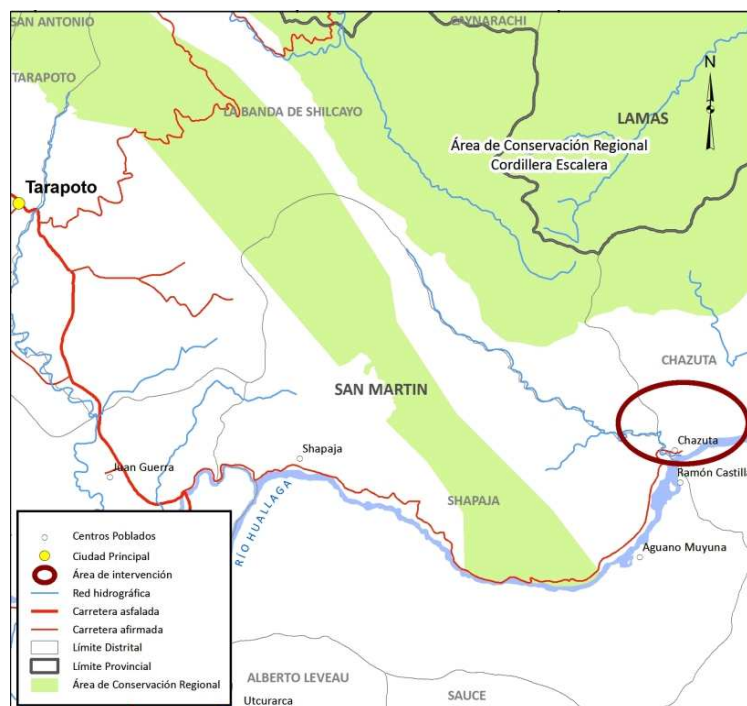 SAN ANTONIO
CAYNARACHI
TARAPOTO
LA BANDA DE SHILCAYO
LAMAS
N
Área de Conservación Regional
Cordillera Escalera
Tarapoto
CHAZUTA
SAN MARTIN
Chazuta
Shapaja
Juan Guerra
Ramón Castilla
SHAPAJA
RÍO HUALLAGA
Aguano Muyuna
Centros Poblados
Ciudad Principal
Área de intervención
Red hidrográfica
Carretera asfalada
Carretera afirmada
Límite Distrital
Límite Provincial
Área de Conservación Regional
ALBERTO LEVEAU
Utcurarca
SAUCE